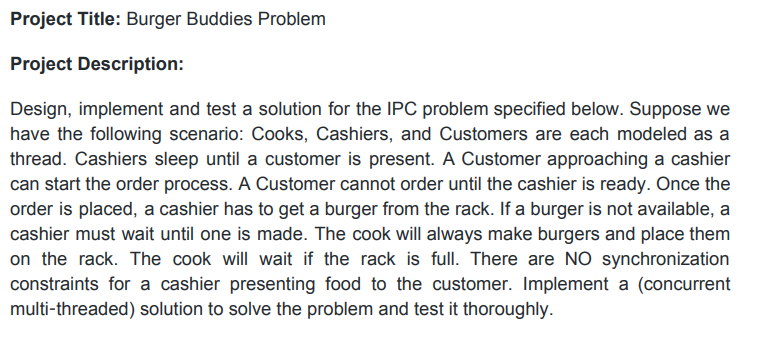 Project Title: Burger Buddies Problem
Project Description:
Design, implement and test a solution for the IPC problem specified below. Suppose we
have the following scenario: Cooks, Cashiers, and Customers are each modeled as a
thread. Cashiers sleep until a customer is present. A Customer approaching a cashier
can start the order process. A Customer cannot order until the cashier is ready. Once the
order is placed, a cashier has to get a burger from the rack. If a burger is not available, a
cashier must wait until one is made. The cook will always make burgers and place them
on the rack. The cook will wait if the rack is full. There are NO synchronization
constraints for a cashier presenting food to the customer. Implement a (concurrent
multi-threaded) solution to solve the problem and test it thoroughly.